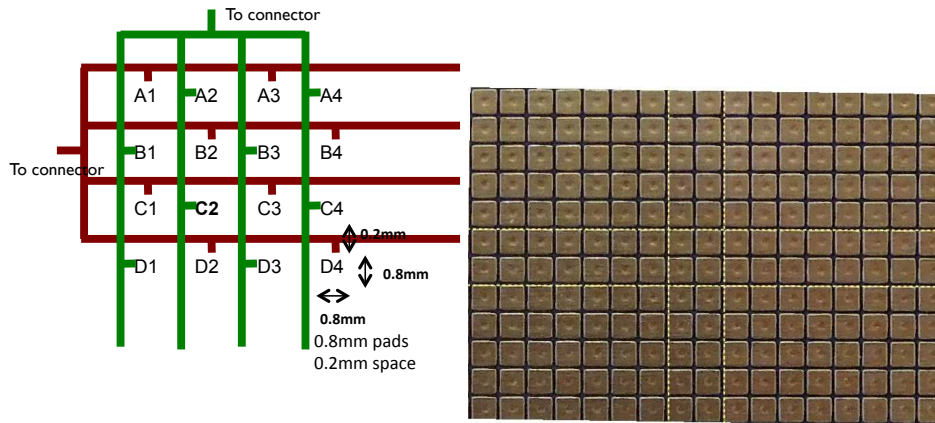 To connector
A1 A2 A3 A4
B1 B2 B3 B4
To connector
C1 C2 C3 C4
0.2mm
D1 D2 D3 D4
0.8mm
0.8mm
0.8mm pads
0.2mm space